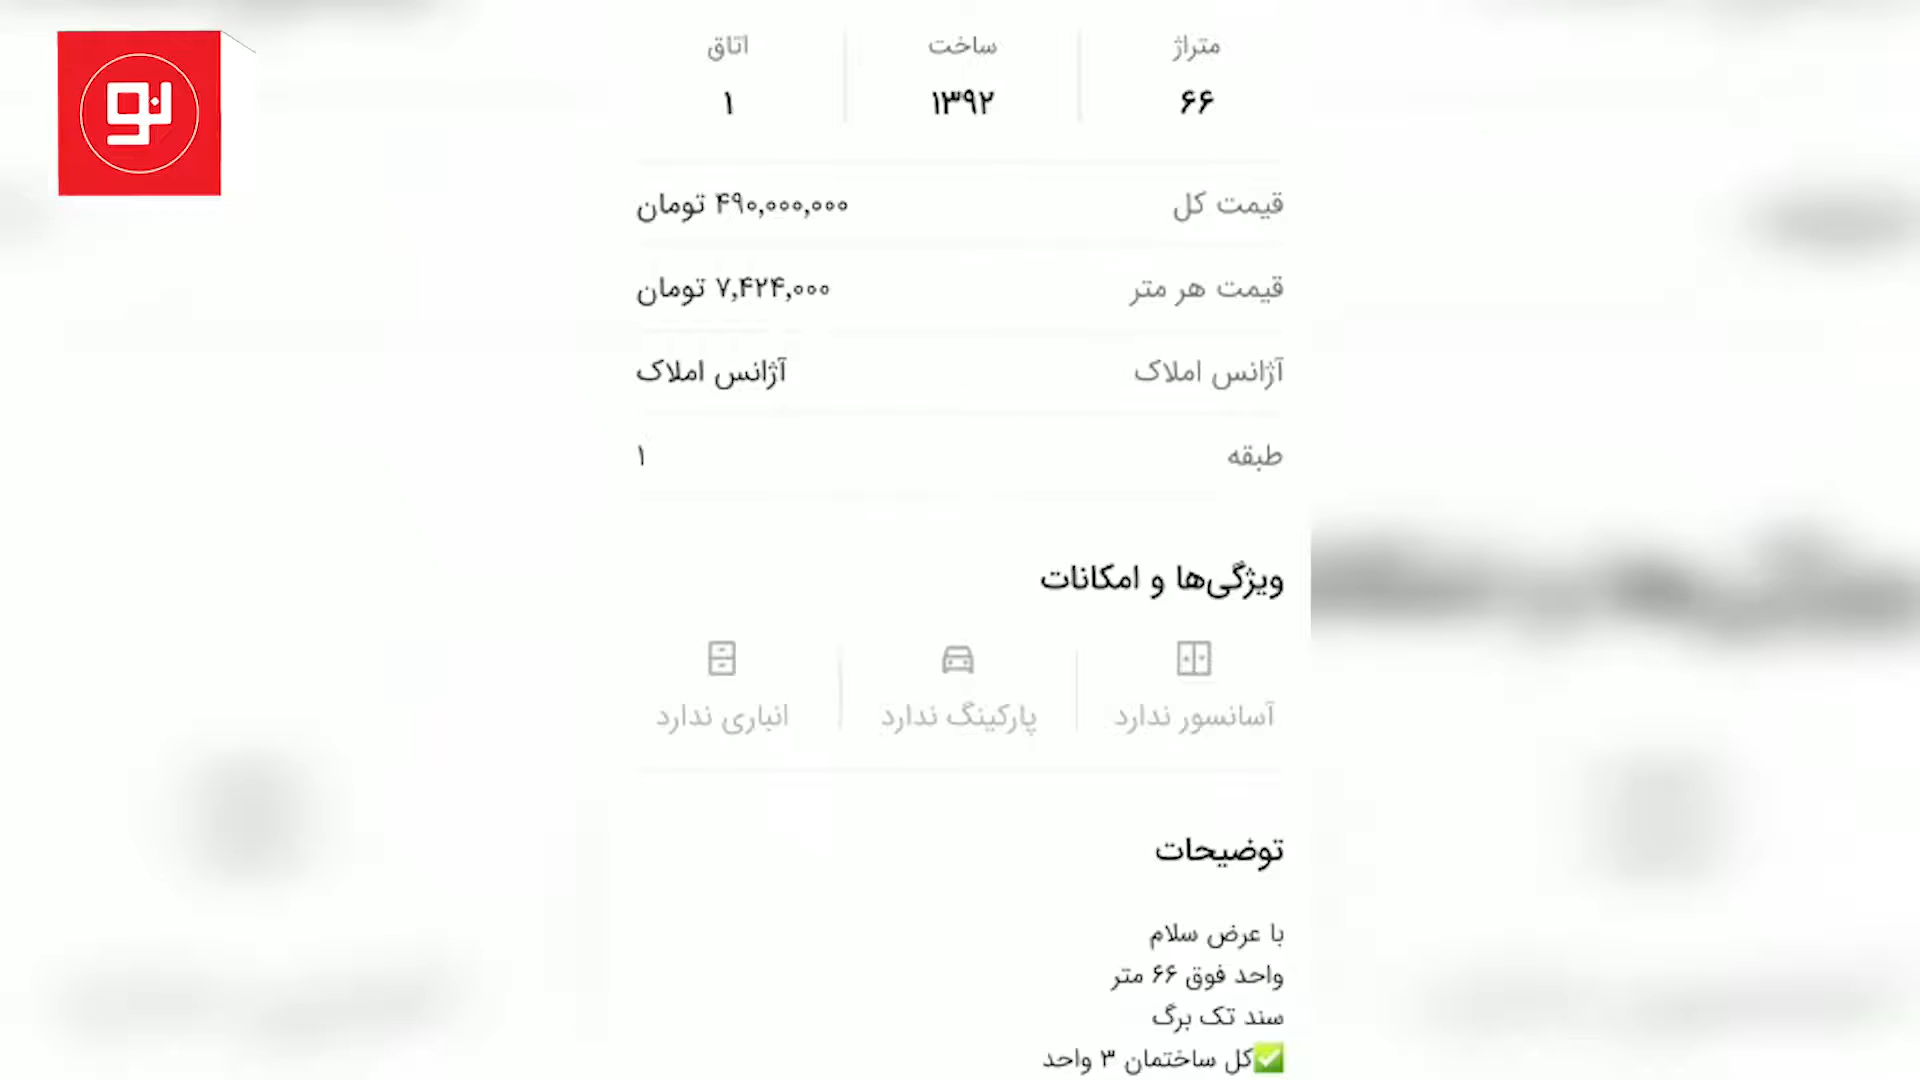 نو
متراژ ساخت اتاق
۶۶ ۱۳۹۲ ۱
قیمت کل ۴۹۰,۰۰۰,۰۰۰ تومان
قیمت هر متر ۷,۴۲۴,۰۰۰ تومان
آژانس املاک آژانس املاک
طبقه ۱
ویژگی‌ها و امکانات
آسانسور ندارد پارکینگ ندارد انباری ندارد
توضیحات
با عرض سلام
واحد فوق ۶۶ متر
سند تک برگ
✅کل ساختمان ۳ واحد